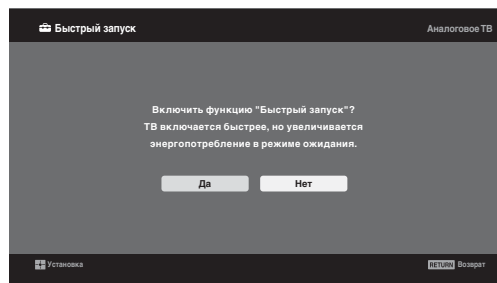 Быстрый запуск
Аналоговое ТВ
Включить функцию "Быстрый запуск"?
ТВ включается быстрее, но увеличивается
энергопотребление в режиме ожидания.
Да Нет
Установка
RETURN Возврат